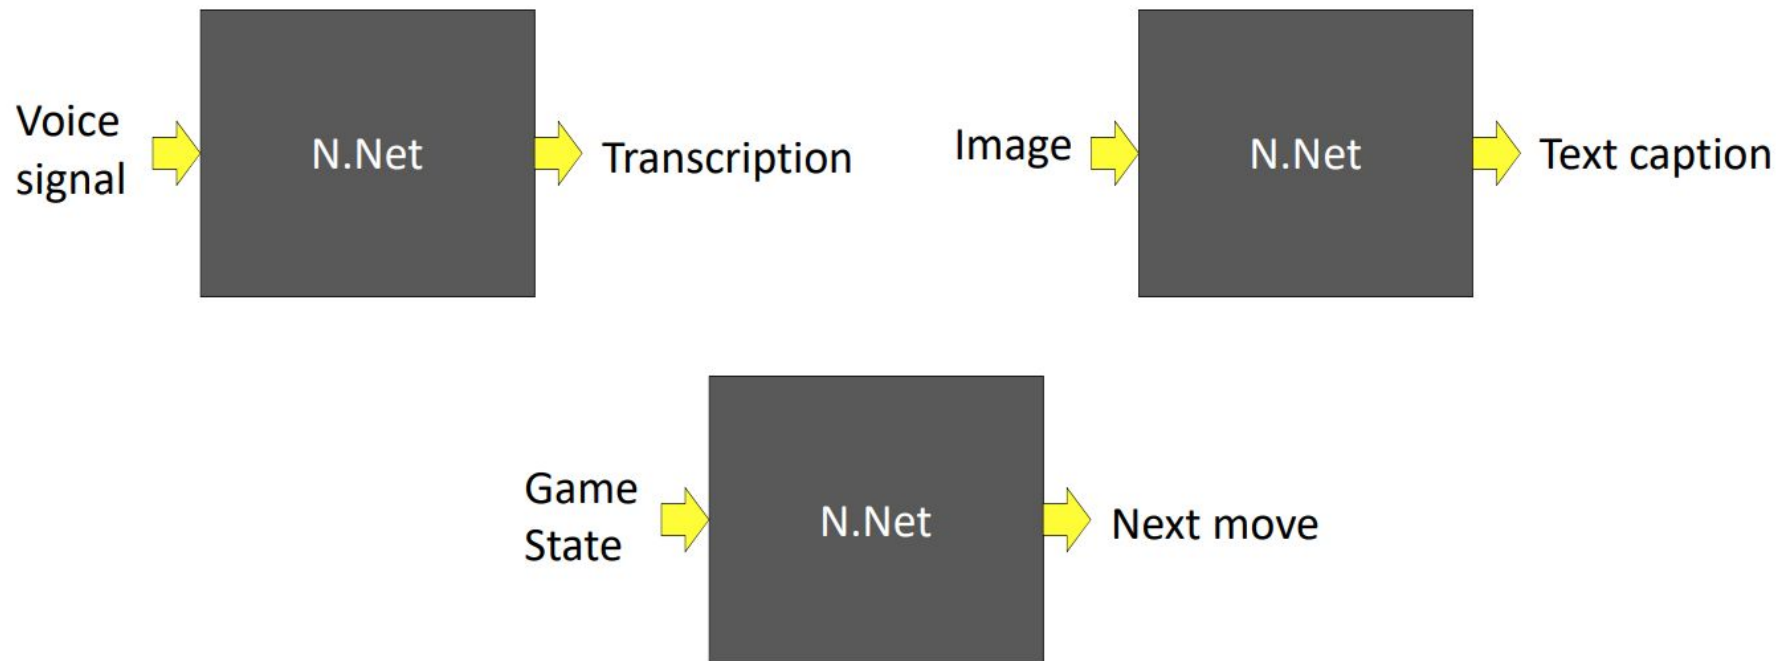 Voice
signal
N.Net
Transcription
Image
N.Net
Text caption
Game
State
N.Net
Next move